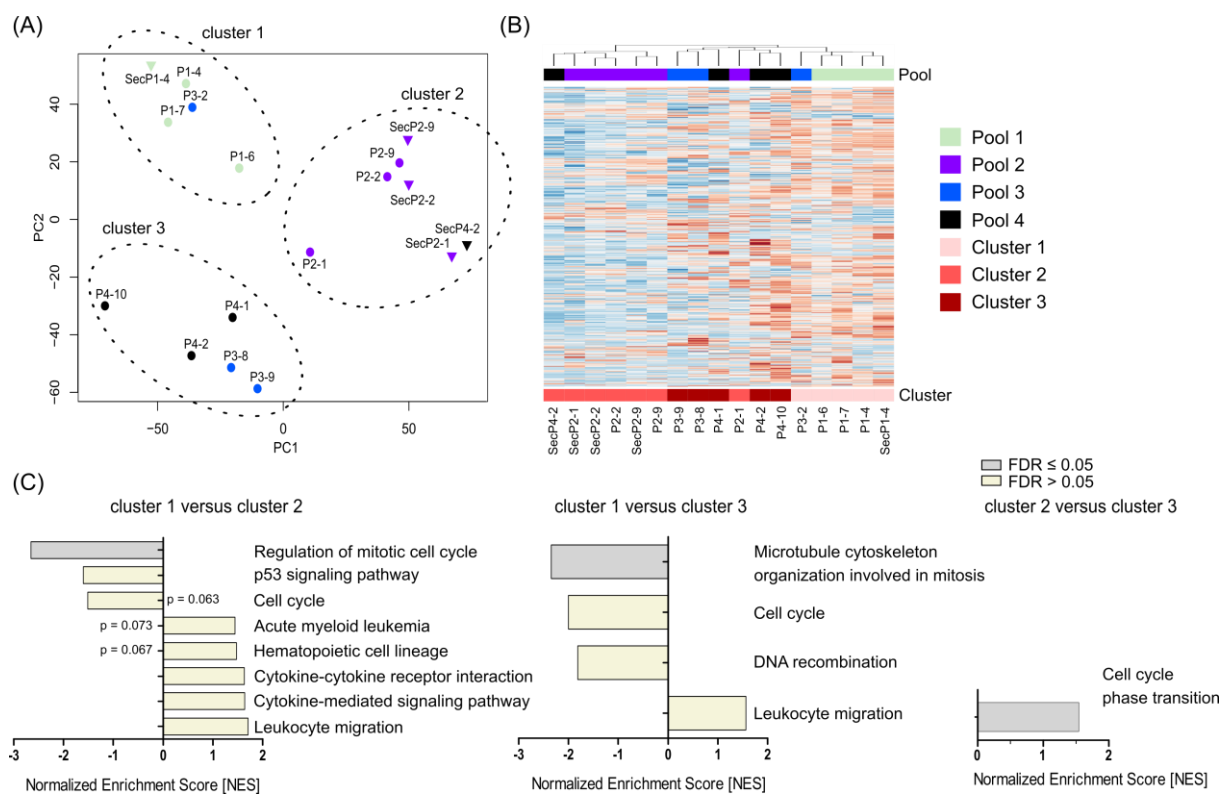 (A)
cluster 1
SecP1-4
P1-4
P3-2
P1-7
P1-6
cluster 2
SecP2-9
P2-9
P2-2
SecP2-2
SecP4-2
SecP2-1
P2-1
cluster 3
P4-10
P4-1
P4-2
P3-8
P3-9
PC2
40
20
0
−20
−40
−60
−50
0
50
PC1
(B)
Pool
Cluster
SecP4-2
SecP2-1
SecP2-2
P2-2
SecP2-9
P2-9
P3-9
P3-8
P4-1
P2-1
P4-2
P4-10
P3-2
P1-6
P1-7
P1-4
SecP1-4
Pool 1
Pool 2
Pool 3
Pool 4
Cluster 1
Cluster 2
Cluster 3
FDR ≤ 0.05
FDR > 0.05
(C)
cluster 1 versus cluster 2
Regulation of mitotic cell cycle
p53 signaling pathway
p = 0.063
Cell cycle
p = 0.073
Acute myeloid leukemia
p = 0.067
Hematopoietic cell lineage
Cytokine-cytokine receptor interaction
Cytokine-mediated signaling pathway
Leukocyte migration
-3
-2
-1
0
1
2
Normalized Enrichment Score [NES]
cluster 1 versus cluster 3
Microtubule cytoskeleton
organization involved in mitosis
Cell cycle
DNA recombination
Leukocyte migration
-3
-2
-1
0
1
2
Normalized Enrichment Score [NES]
cluster 2 versus cluster 3
Cell cycle
phase transition
0
1
2
Normalized Enrichment Score [NES]